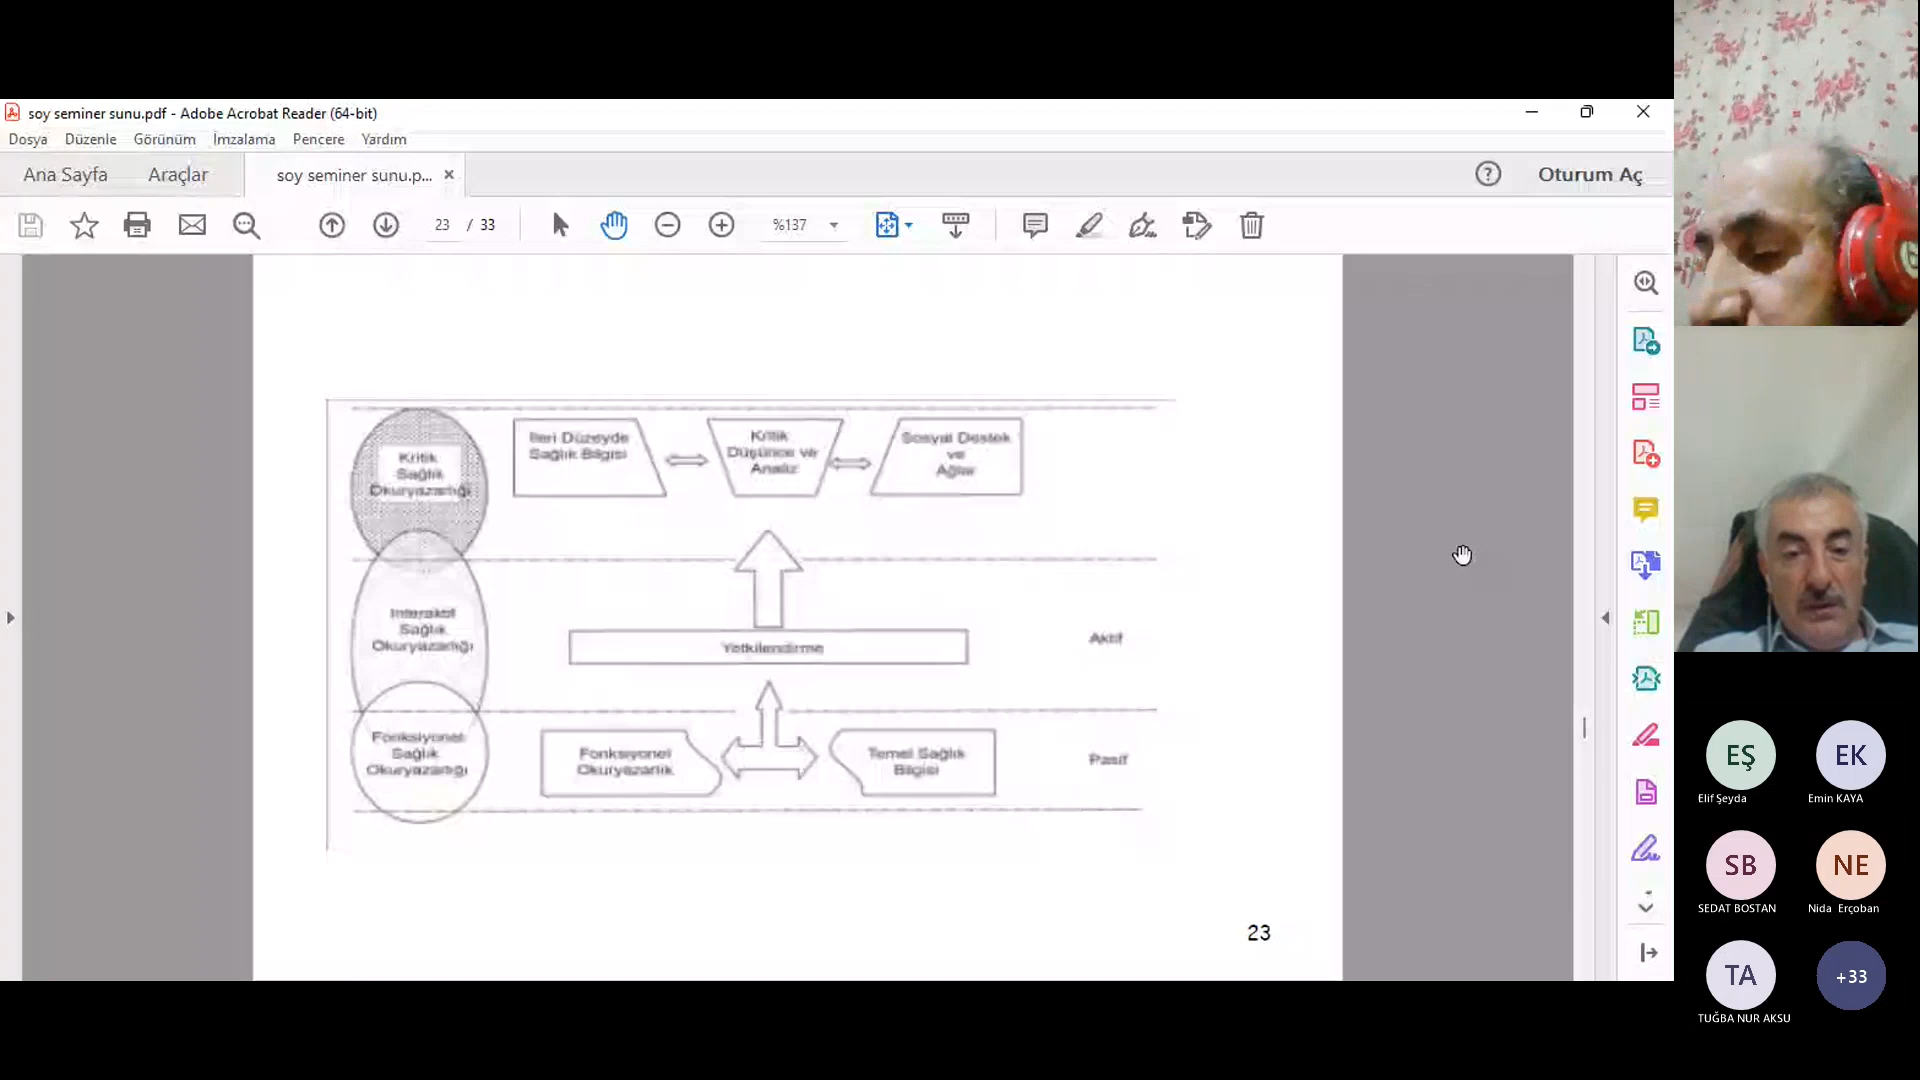 soy seminer sunu.pdf - Adobe Acrobat Reader (64-bit)
Dosya Düzenle Görünüm İmzalama Pencere Yardım
Ana Sayfa Araçlar soy seminer sunu.p... Oturum Aç
23 / 33 %137
Kritik
Sağlık
Okuryazarlığı
İleri Düzeyde
Sağlık Bilgisi
Kritik
Düşünce ve
Analiz
Sosyal Destek
ve
Ağlar
İnteraktif
Sağlık
Okuryazarlığı
Yetkilendirme
Aktif
Fonksiyonel
Sağlık
Okuryazarlığı
Fonksiyonel
Okuryazarlık
Temel Sağlık
Bilgisi
Pasif
23
EŞ
Elif Şeyda
EK
Emin KAYA
SB
SEDAT BOSTAN
NE
Nida Erçoban
TA
TUĞBA NUR AKSU
+33